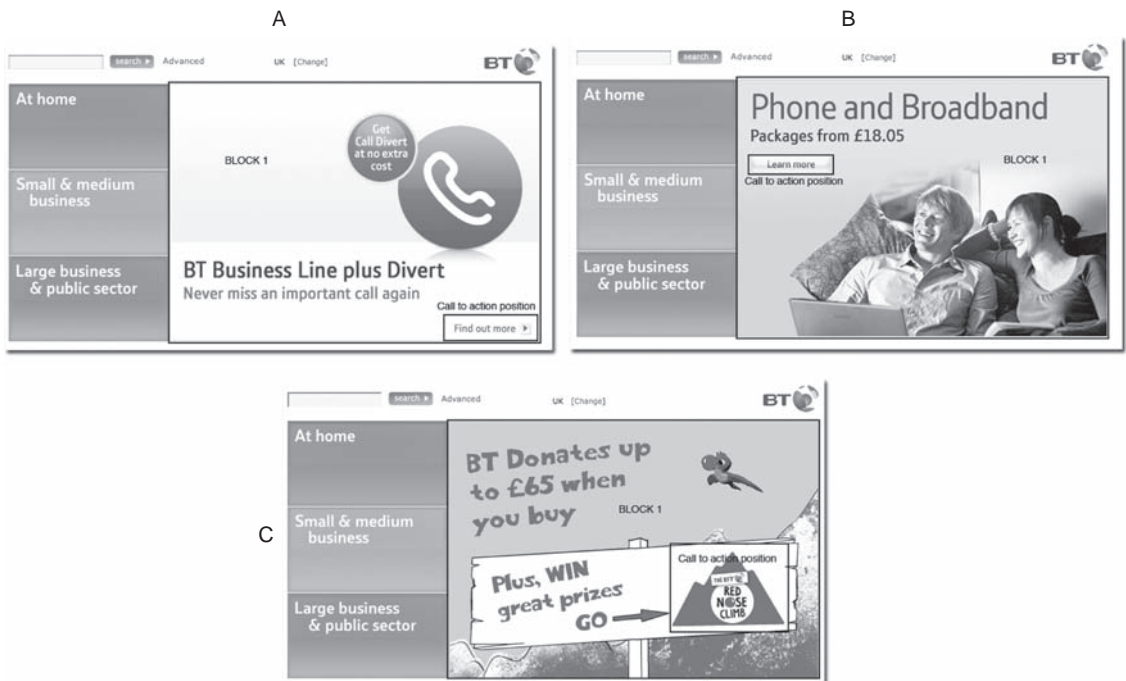 A
search
Advanced
UK [Change]
BT
At home
Small & medium
business
Large business
& public sector
Get
Call Divert
at no extra
cost
BLOCK 1
BT Business Line plus Divert
Never miss an important call again
Call to action position
Find out more
B
search
Advanced
UK [Change]
BT
At home
Small & medium
business
Large business
& public sector
Phone and Broadband
Packages from £18.05
Learn more
BLOCK 1
Call to action position
C
search
Advanced
UK [Change]
BT
At home
Small & medium
business
Large business
& public sector
BT Donates up
to £65 when
you buy
BLOCK 1
Plus, WIN
great prizes
GO
Call to action position
THE BT
RED
NOSE
CLIMB